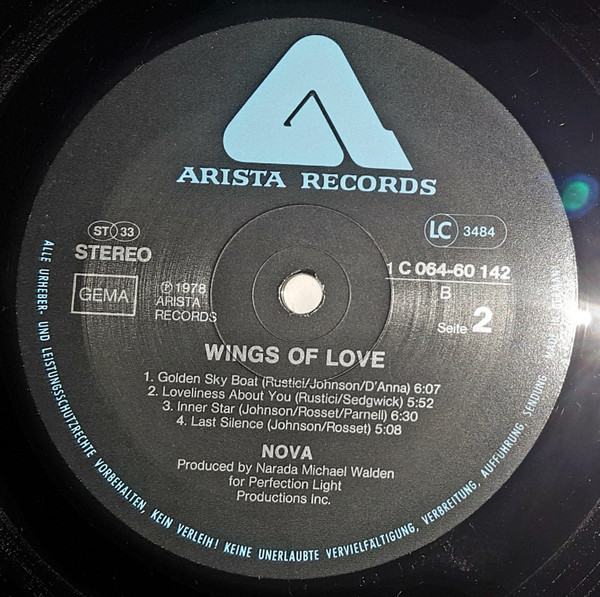 ARISTA RECORDS
ST 33
STEREO
GEMA
LC 3484
℗ 1978
ARISTA
RECORDS
1 C 064-60 142
B
Seite 2
WINGS OF LOVE
1. Golden Sky Boat (Rustici/Johnson/D'Anna) 6:07
2. Loveliness About You (Rustici/Sedgwick) 5:52
3. Inner Star (Johnson/Rosset/Parnell) 6:30
4. Last Silence (Johnson/Rosset) 5:08
NOVA
Produced by Narada Michael Walden
for Perfection Light
Productions Inc.
ALLE URHEBER- UND LEISTUNGSSCHUTZRECHTE VORBEHALTEN, KEIN VERLEIH! KEINE UNERLAUBTE VERVIELFÄLTIGUNG, VERBREITUNG, AUFFÜHRUNG, SENDUNG MADE IN GERMANY